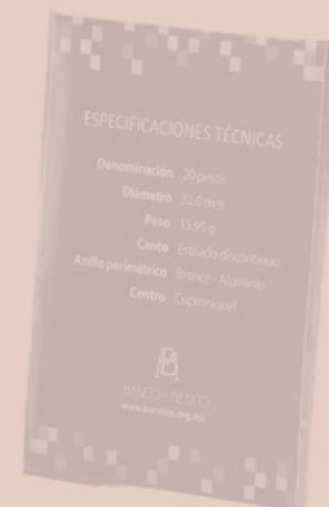 ESPECIFICACIONES TÉCNICAS
Denominación 20 pesos
Diámetro 32.0 mm
Peso 15.95 g
Canto Estriado discontinuo
Anillo perimétrico Bronce - Aluminio
Centro Cuproníquel
BANCO DE MÉXICO
www.banxico.org.mx